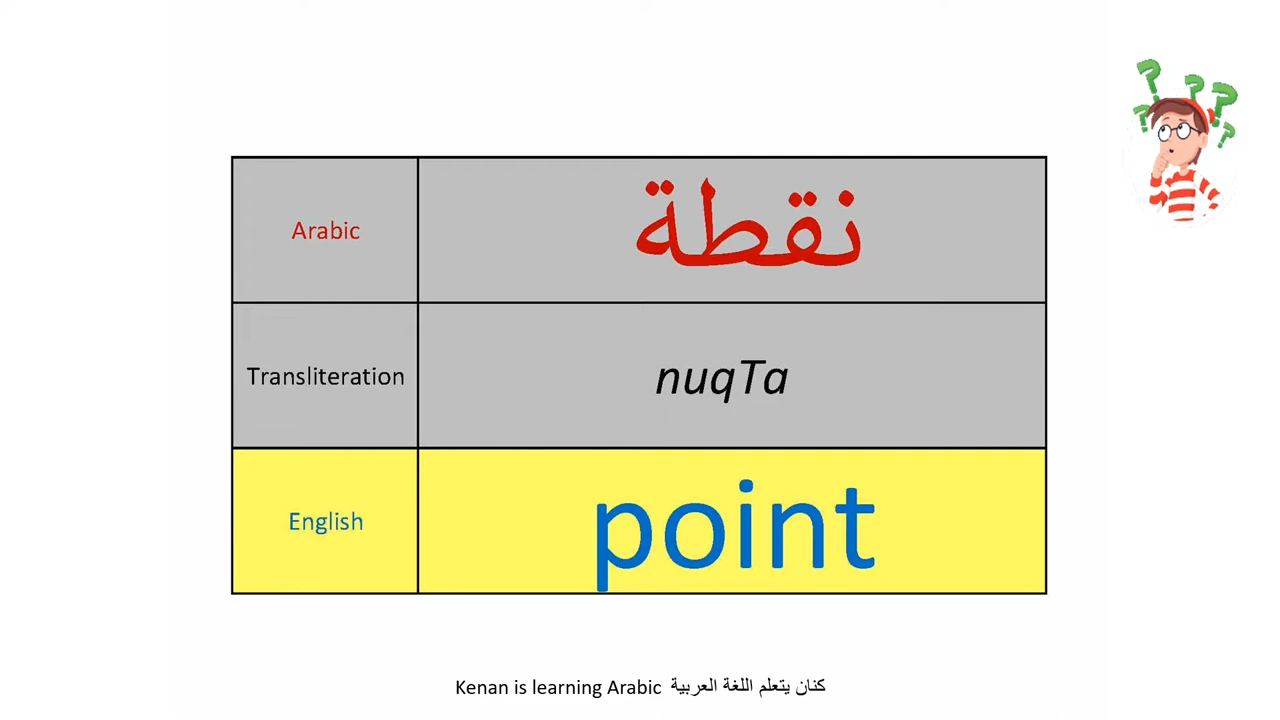 Arabic نقطة
Transliteration nuqTa
English point
Kenan is learning Arabic كنان يتعلم اللغة العربية